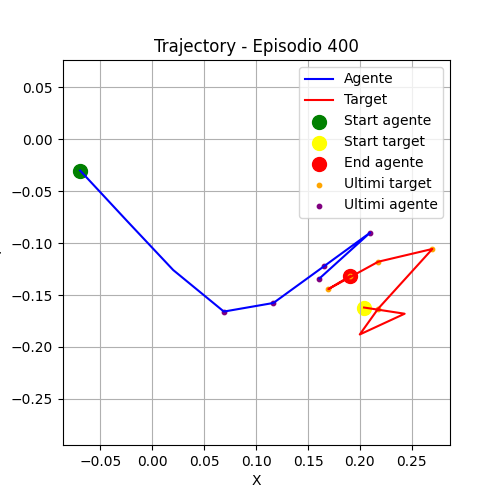 Trajectory - Episodio 400
Agente
Target
Start agente
Start target
End agente
Ultimi target
Ultimi agente
0.05
0.00
−0.05
−0.10
−0.15
−0.20
−0.25
−0.05
0.00
0.05
0.10
0.15
0.20
0.25
X